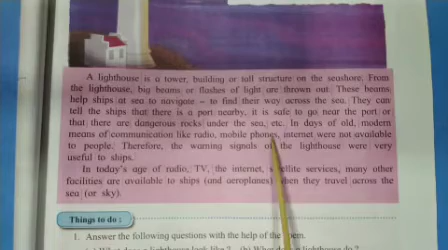 A lighthouse is a tower, building or tall structure on the seashore. From
the lighthouse, big beams or flashes of light are thrown out. These beams
help ships at sea to navigate – to find their way across the sea. They can
tell the ships that there is a port nearby, it is safe to go near the port or
that there are dangerous rocks under the sea, etc. In days of old, modern
means of communication like radio, mobile phones, internet were not available
to people. Therefore, the warning signals of the lighthouse were very
useful to ships.
In today's age of radio, TV, the internet, satellite services, many other
facilities are available to ships (and aeroplanes) when they travel across the
sea (or sky).
Things to do :
1. Answer the following questions with the help of the poem.